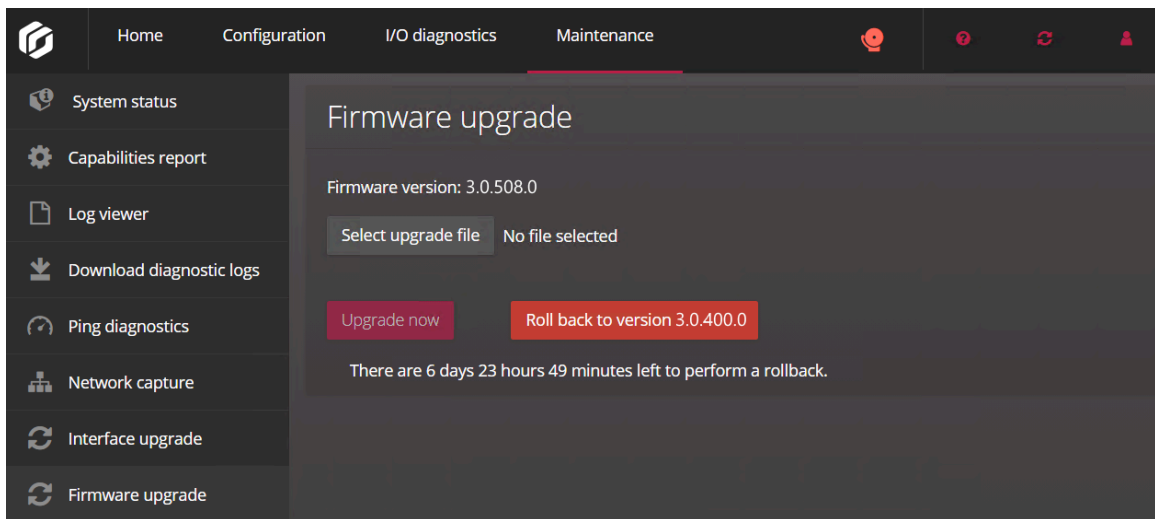 Home Configuration I/O diagnostics Maintenance
System status
Capabilities report
Log viewer
Download diagnostic logs
Ping diagnostics
Network capture
Interface upgrade
Firmware upgrade
Firmware upgrade
Firmware version: 3.0.508.0
Select upgrade file No file selected
Upgrade now Roll back to version 3.0.400.0
There are 6 days 23 hours 49 minutes left to perform a rollback.